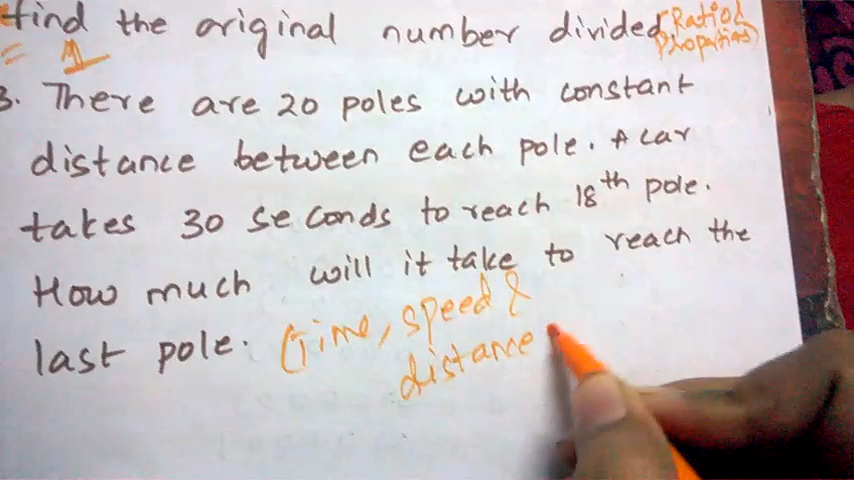 find the original number divided (Ratio &
Proportions)
1
3. There are 20 poles with constant
distance between each pole. A car
takes 30 seconds to reach 18th pole.
How much will it take to reach the
last pole. (Time, speed &
distance